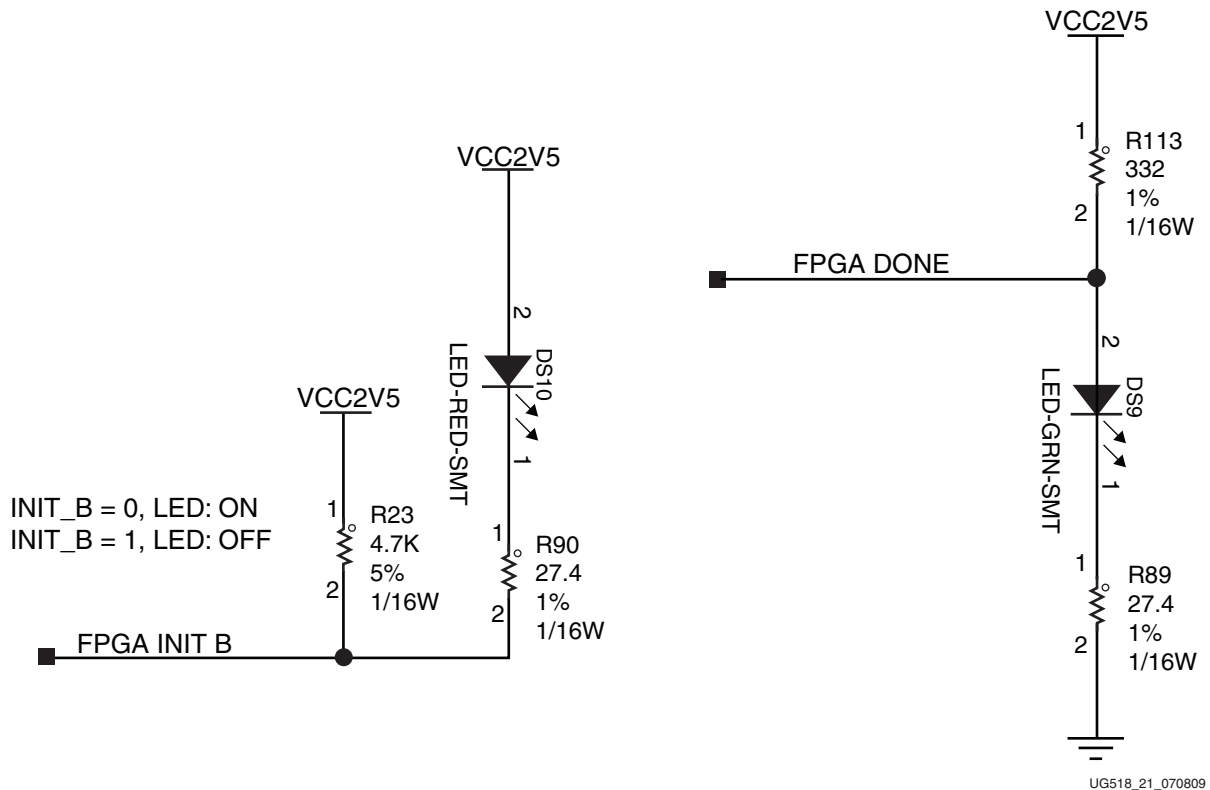 VCC2V5
1
R113
332
1%
1/16W
2
FPGA DONE
2
DS9
LED-GRN-SMT
1
1
R89
27.4
1%
1/16W
2
VCC2V5
2
DS10
LED-RED-SMT
1
VCC2V5
INIT_B = 0, LED: ON
INIT_B = 1, LED: OFF
1
R23
4.7K
5%
1/16W
2
1
R90
27.4
1%
1/16W
2
FPGA INIT B
UG518_21_070809